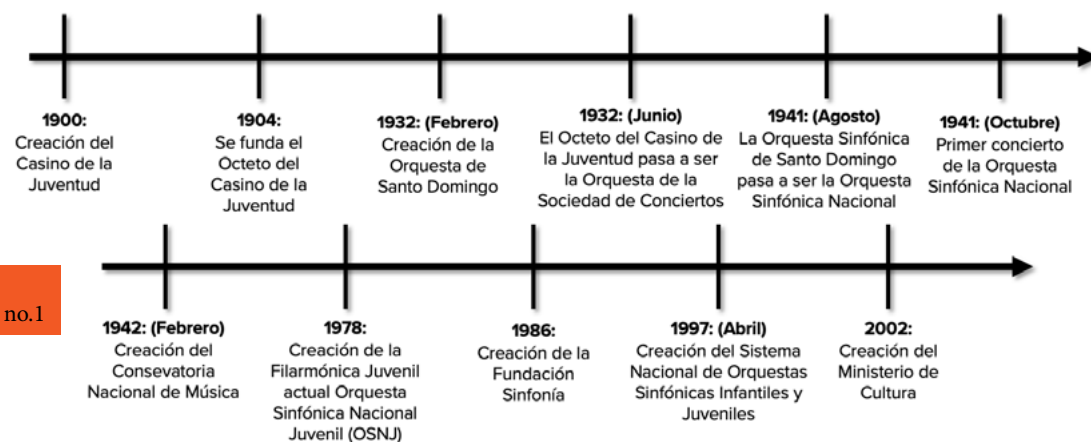 1900:
Creación del
Casino de la
Juventud
1904:
Se funda el
Octeto del
Casino de la
Juventud
1932: (Febrero)
Creación de la
Orquesta de
Santo Domingo
1932: (Junio)
El Octeto del Casino de
la Juventud pasa a ser
la Orquesta de la
Sociedad de Conciertos
1941: (Agosto)
La Orquesta Sinfónica
de Santo Domingo
pasa a ser la Orquesta
Sinfónica Nacional
1941: (Octubre)
Primer concierto
de la Orquesta
Sinfónica Nacional
no.1
1942: (Febrero)
Creación del
Consevatoria
Nacional de Música
1978:
Creación de la
Filarmónica Juvenil
actual Orquesta
Sinfónica Nacional
Juvenil (OSNJ)
1986:
Creación de la
Fundación
Sinfonía
1997: (Abril)
Creación del Sistema
Nacional de Orquestas
Sinfónicas Infantiles y
Juveniles
2002:
Creación del
Ministerio de
Cultura